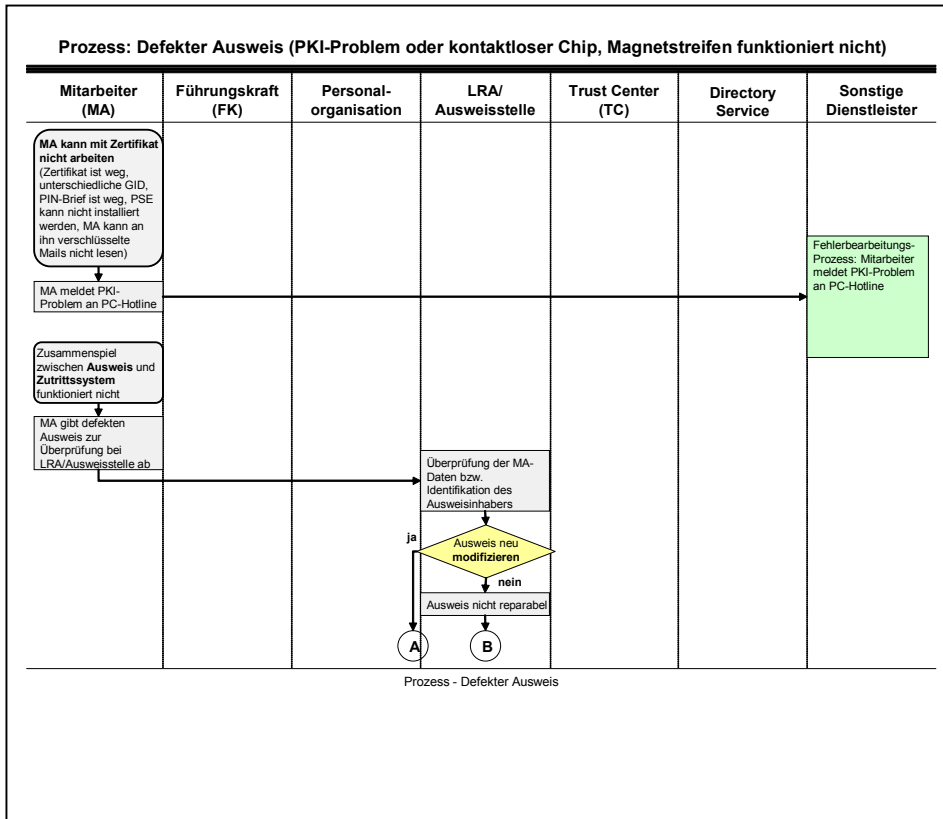 Prozess: Defekter Ausweis (PKI-Problem oder kontaktloser Chip, Magnetstreifen funktioniert nicht)
Mitarbeiter
(MA)
Führungskraft
(FK)
Personal-
organisation
LRA/
Ausweisstelle
Trust Center
(TC)
Directory
Service
Sonstige
Dienstleister
MA kann mit Zertifikat
nicht arbeiten
(Zertifikat ist weg,
unterschiedliche GID,
PIN-Brief ist weg, PSE
kann nicht installiert
werden, MA kann an
ihn verschlüsselte
Mails nicht lesen)
MA meldet PKI-
Problem an PC-Hotline
Fehlerbearbeitungs-
Prozess: Mitarbeiter
meldet PKI-Problem
an PC-Hotline
Zusammenspiel
zwischen Ausweis und
Zutrittssystem
funktioniert nicht
MA gibt defekten
Ausweis zur
Überprüfung bei
LRA/Ausweisstelle ab
Überprüfung der MA-
Daten bzw.
Identifikation des
Ausweisinhabers
ja
Ausweis neu
modifizieren
nein
Ausweis nicht reparabel
A
B
Prozess - Defekter Ausweis